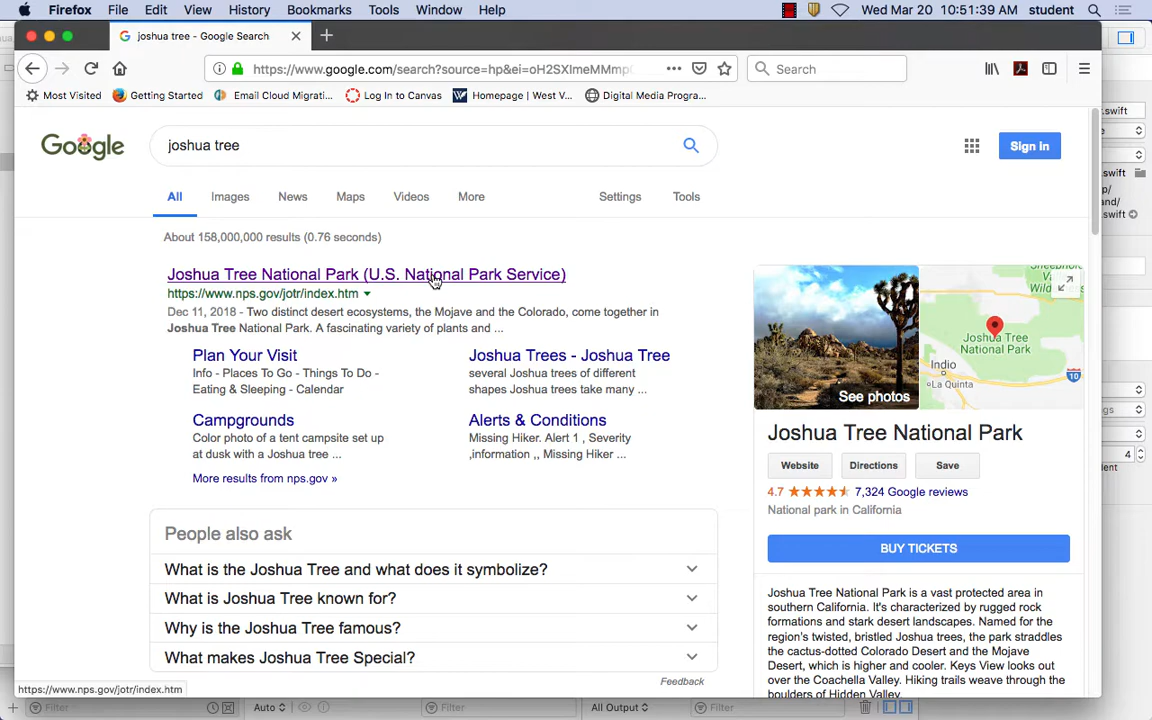 Firefox File Edit View History Bookmarks Tools Window Help Wed Mar 20 10:51:39 AM student
joshua tree - Google Search
https://www.google.com/search?source=hp&ei=oH2SXImeMMmp Search
Most Visited Getting Started Email Cloud Migrati... Log In to Canvas Homepage | West V... Digital Media Progra...
Google joshua tree Sign in
All Images News Maps Videos More Settings Tools
About 158,000,000 results (0.76 seconds)
Joshua Tree National Park (U.S. National Park Service)
https://www.nps.gov/jotr/index.htm
Dec 11, 2018 - Two distinct desert ecosystems, the Mojave and the Colorado, come together in
Joshua Tree National Park. A fascinating variety of plants and ...
Plan Your Visit
Info - Places To Go - Things To Do -
Eating & Sleeping - Calendar
Joshua Trees - Joshua Tree
several Joshua trees of different
shapes Joshua trees take many ...
Campgrounds
Color photo of a tent campsite set up
at dusk with a Joshua tree ...
Alerts & Conditions
Missing Hiker. Alert 1 , Severity
,information ,, Missing Hiker ...
More results from nps.gov »
People also ask
What is the Joshua Tree and what does it symbolize?
What is Joshua Tree known for?
Why is the Joshua Tree famous?
What makes Joshua Tree Special?
Feedback
See photos
Joshua Tree
National Park
Indio
La Quinta
10
Joshua Tree National Park
Website Directions Save
4.7 7,324 Google reviews
National park in California
BUY TICKETS
Joshua Tree National Park is a vast protected area in
southern California. It's characterized by rugged rock
formations and stark desert landscapes. Named for the
region's twisted, bristled Joshua trees, the park straddles
the cactus-dotted Colorado Desert and the Mojave
Desert, which is higher and cooler. Keys View looks out
over the Coachella Valley. Hiking trails weave through the
boulders of Hidden Valley.
https://www.nps.gov/jotr/index.htm
Filter Auto Filter All Output Filter
.swift
.swift
p/
and/
.swift
gs
4
dent